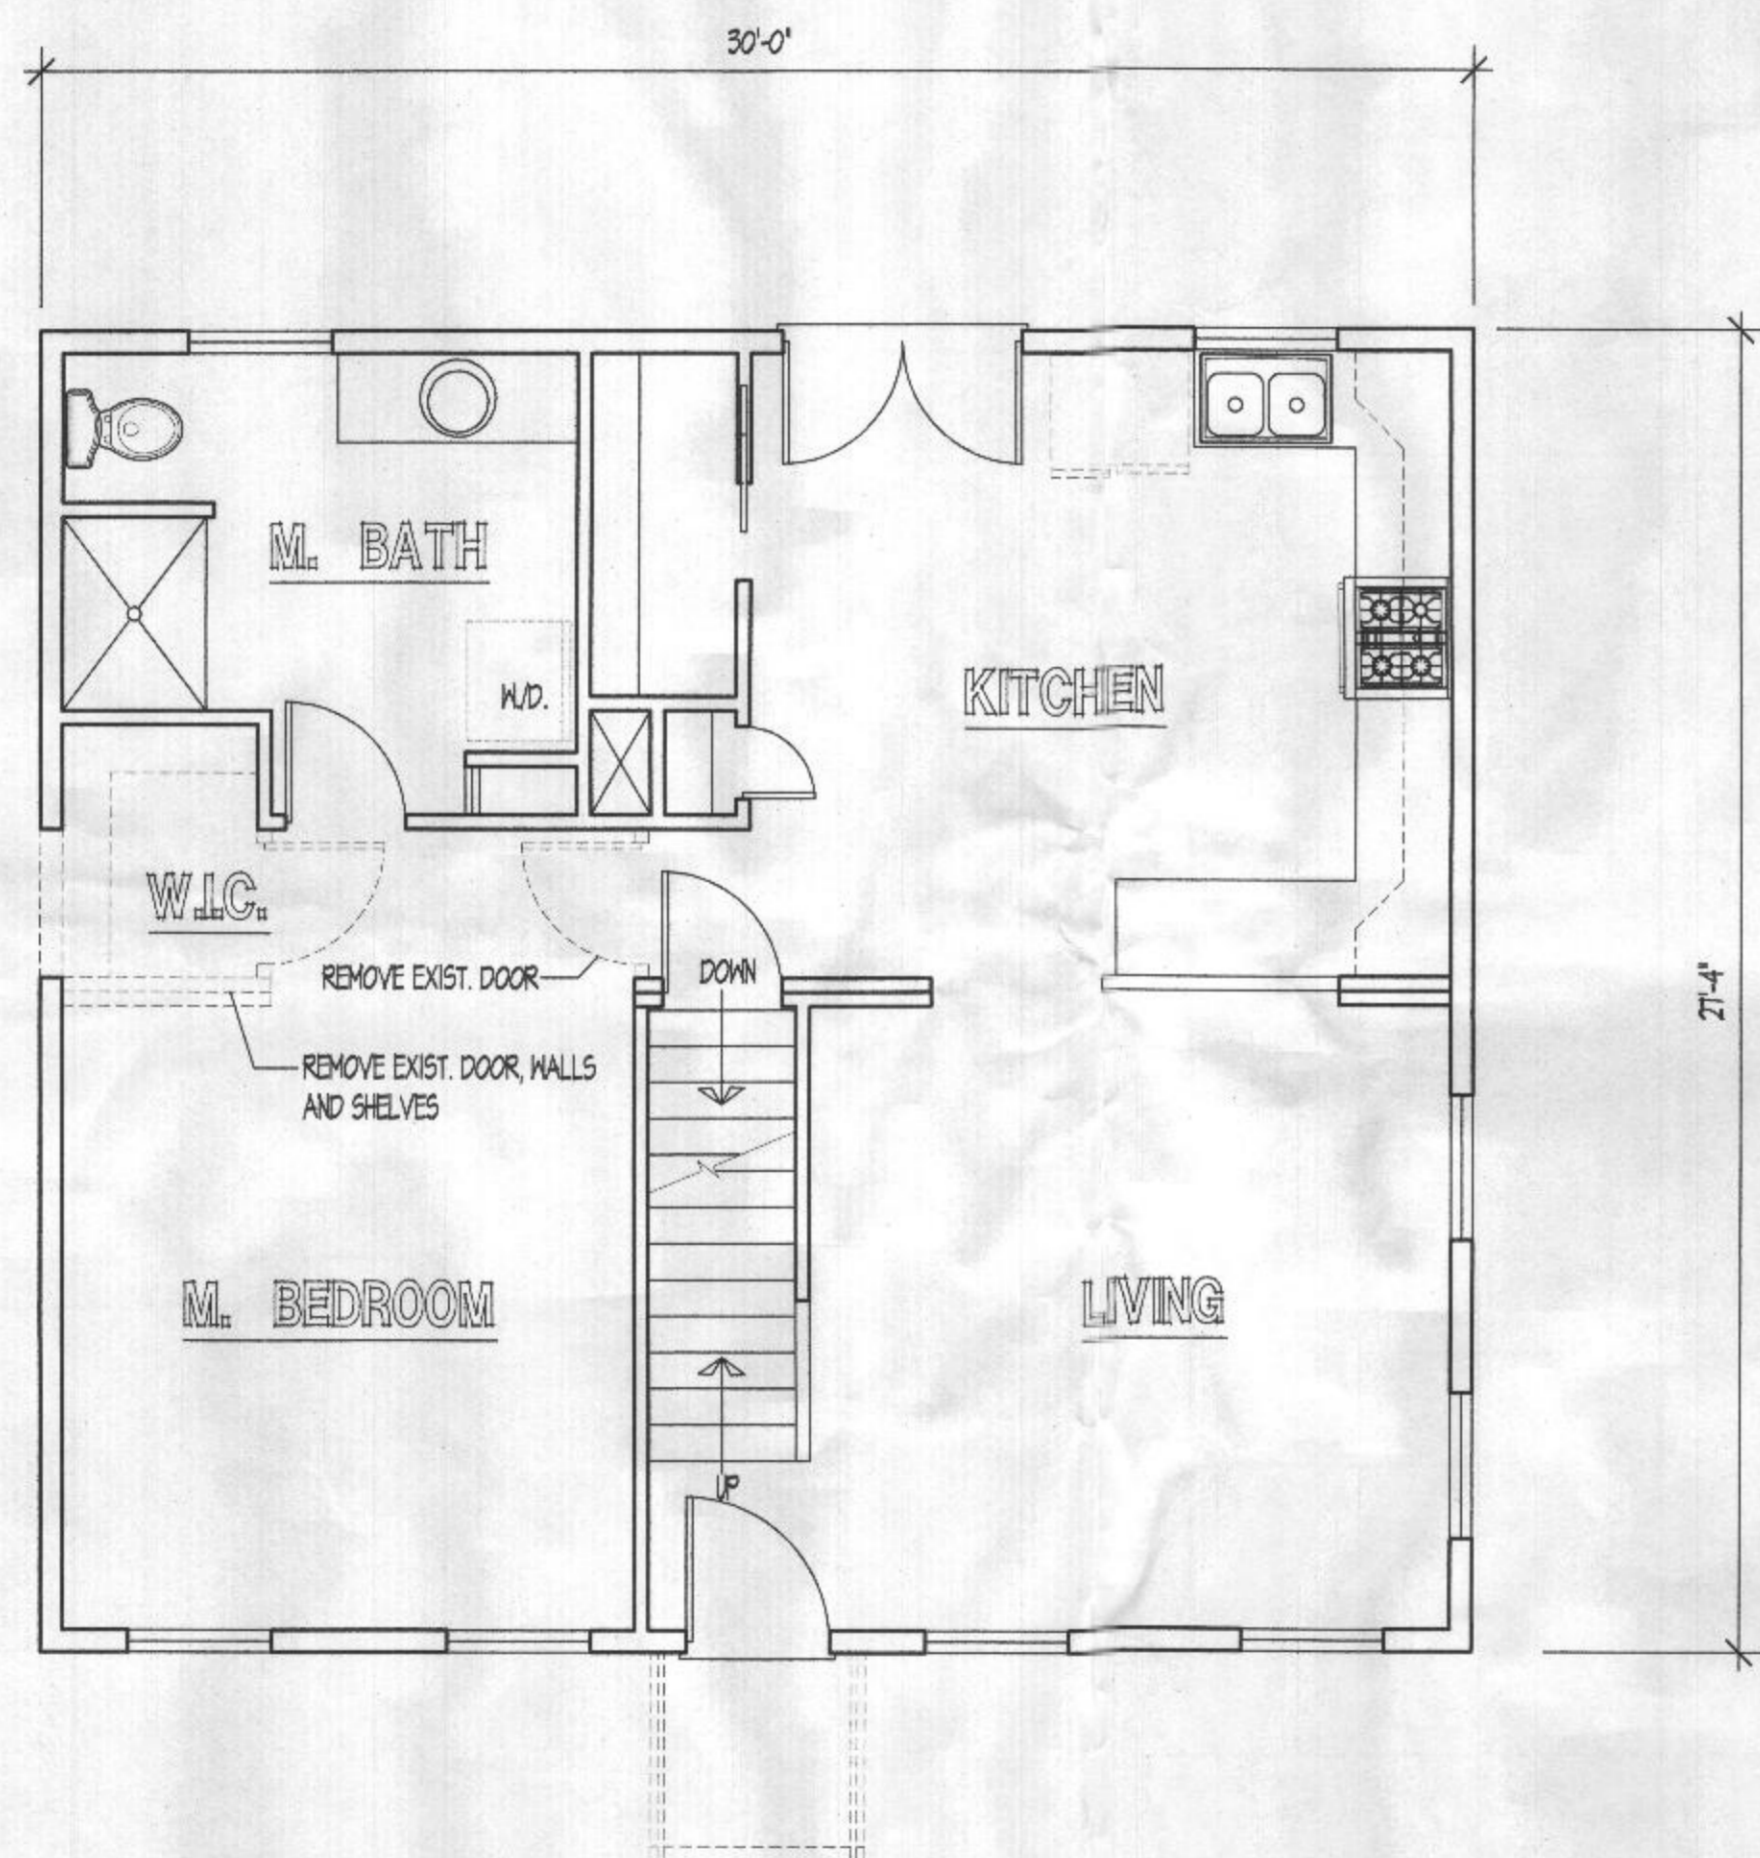 30'-0"
M. BATH
W./D.
KITCHEN
W.I.C.
REMOVE EXIST. DOOR
DOWN
27'-4"
REMOVE EXIST. DOOR, WALLS
AND SHELVES
M. BEDROOM
LIVING
UP